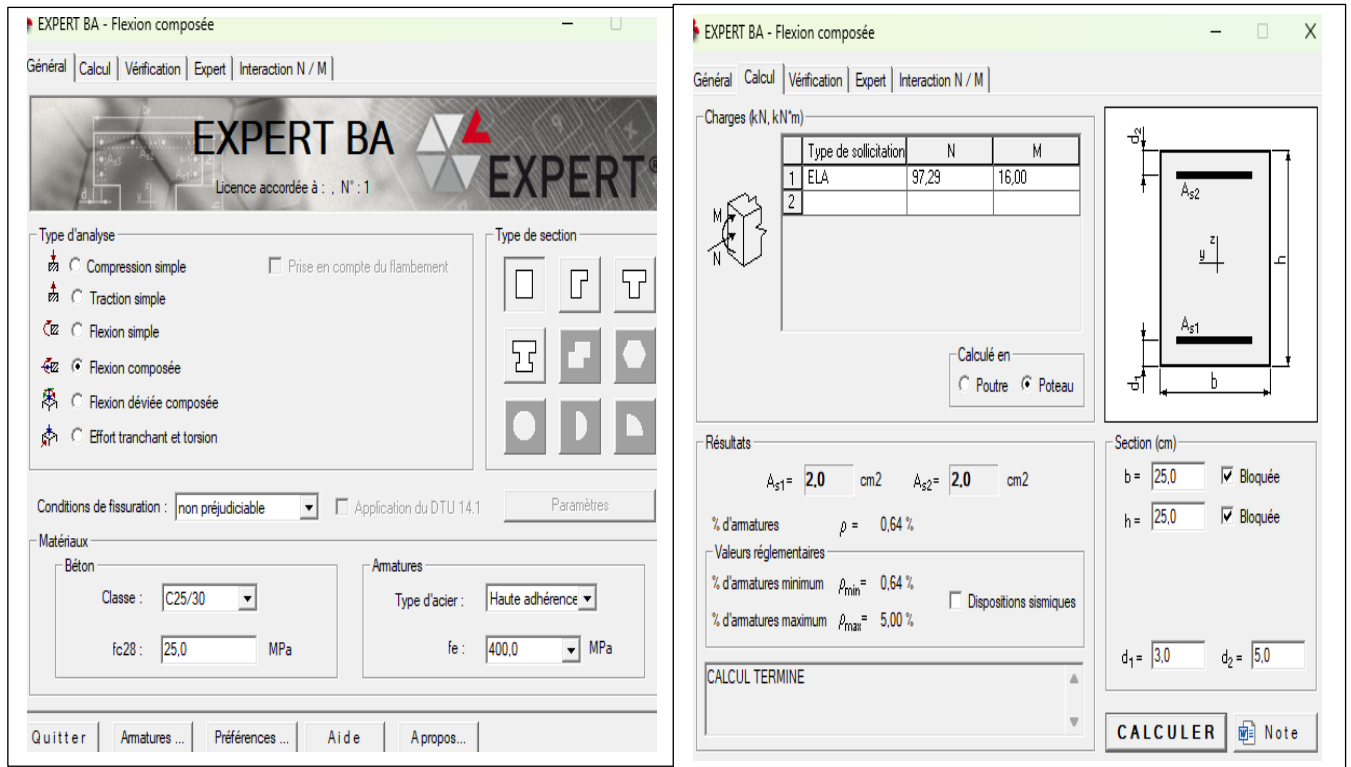 EXPERT BA - Flexion composée
Général Calcul Vérification Expert Interaction N / M
EXPERT BA
EXPERT
Licence accordée à : , N° : 1
Type d'analyse
Compression simple
Prise en compte du flambement
Traction simple
Flexion simple
Flexion composée
Flexion déviée composée
Effort tranchant et torsion
Type de section
Conditions de fissuration : non préjudiciable
Application du DTU 14.1
Paramètres
Matériaux
Béton
Classe : C25/30
fc28 : 25,0 MPa
Armatures
Type d'acier : Haute adhérence
fe : 400,0 MPa
Quitter Armatures ... Préférences ... Aide A propos...
EXPERT BA - Flexion composée
Général Calcul Vérification Expert Interaction N / M
Charges (kN, kN*m)
Type de sollicitation N M
1 ELA 97,29 16,00
2
M
N
Calculé en
Poutre Poteau
d2
As2
z
y
h
As1
d1
b
Résultats
As1= 2,0 cm2 As2= 2,0 cm2
% d'armatures ρ = 0,64 %
Valeurs réglementaires
% d'armatures minimum ρmin= 0,64 %
% d'armatures maximum ρmax= 5,00 %
Dispositions sismiques
CALCUL TERMINE
Section (cm)
b = 25,0 Bloquée
h = 25,0 Bloquée
d1 = 3,0 d2 = 5,0
CALCULER Note